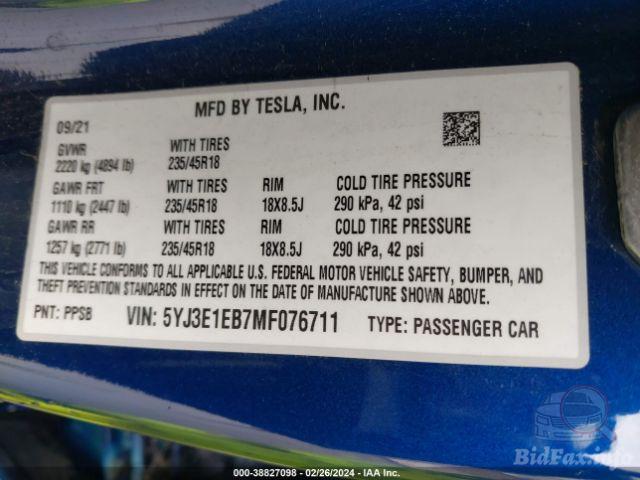 MFD BY TESLA, INC.
09/21
GVWR WITH TIRES
2220 kg (4894 lb) 235/45R18
GAWR FRT WITH TIRES RIM COLD TIRE PRESSURE
1110 kg (2447 lb) 235/45R18 18X8.5J 290 kPa, 42 psi
GAWR RR WITH TIRES RIM COLD TIRE PRESSURE
1257 kg (2771 lb) 235/45R18 18X8.5J 290 kPa, 42 psi
THIS VEHICLE CONFORMS TO ALL APPLICABLE U.S. FEDERAL MOTOR VEHICLE SAFETY, BUMPER, AND
THEFT PREVENTION STANDARDS IN EFFECT ON THE DATE OF MANUFACTURE SHOWN ABOVE.
PNT: PPSB VIN: 5YJ3E1EB7MF076711 TYPE: PASSENGER CAR
BidFax.info
000-38827098 - 02/26/2024 - IAA Inc.